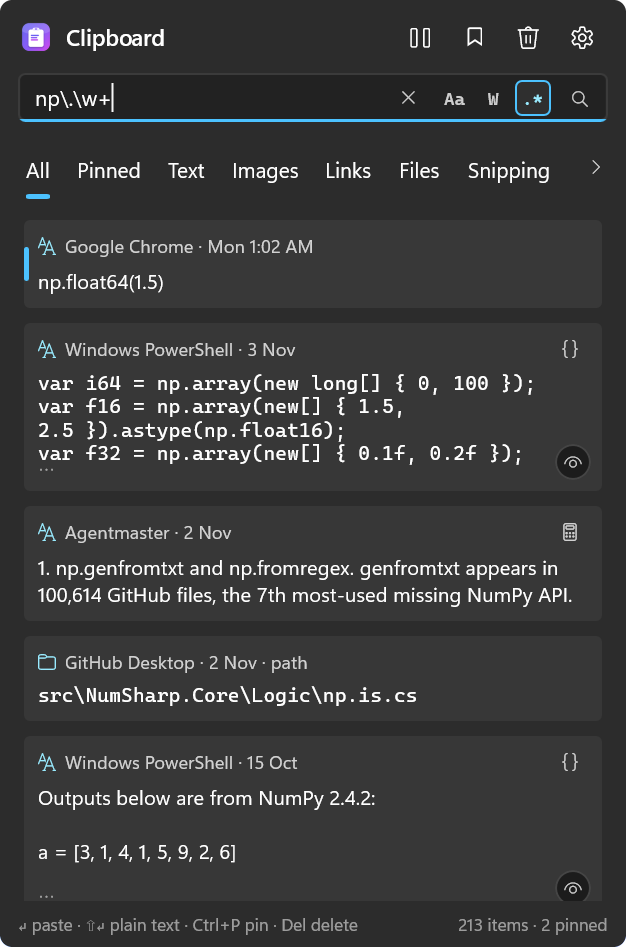 Clipboard
np\.\w+
Aa W .*
All Pinned Text Images Links Files Snipping
Google Chrome · Mon 1:02 AM
np.float64(1.5)
Windows PowerShell · 3 Nov
{}
var i64 = np.array(new long[] { 0, 100 });
var f16 = np.array(new[] { 1.5,
2.5 }).astype(np.float16);
var f32 = np.array(new[] { 0.1f, 0.2f });
...
Agentmaster · 2 Nov
1. np.genfromtxt and np.fromregex. genfromtxt appears in
100,614 GitHub files, the 7th most-used missing NumPy API.
GitHub Desktop · 2 Nov · path
src\NumSharp.Core\Logic\np.is.cs
Windows PowerShell · 15 Oct
{}
Outputs below are from NumPy 2.4.2:
a = [3, 1, 4, 1, 5, 9, 2, 6]
...
↲ paste · ⇧↲ plain text · Ctrl+P pin · Del delete
213 items · 2 pinned